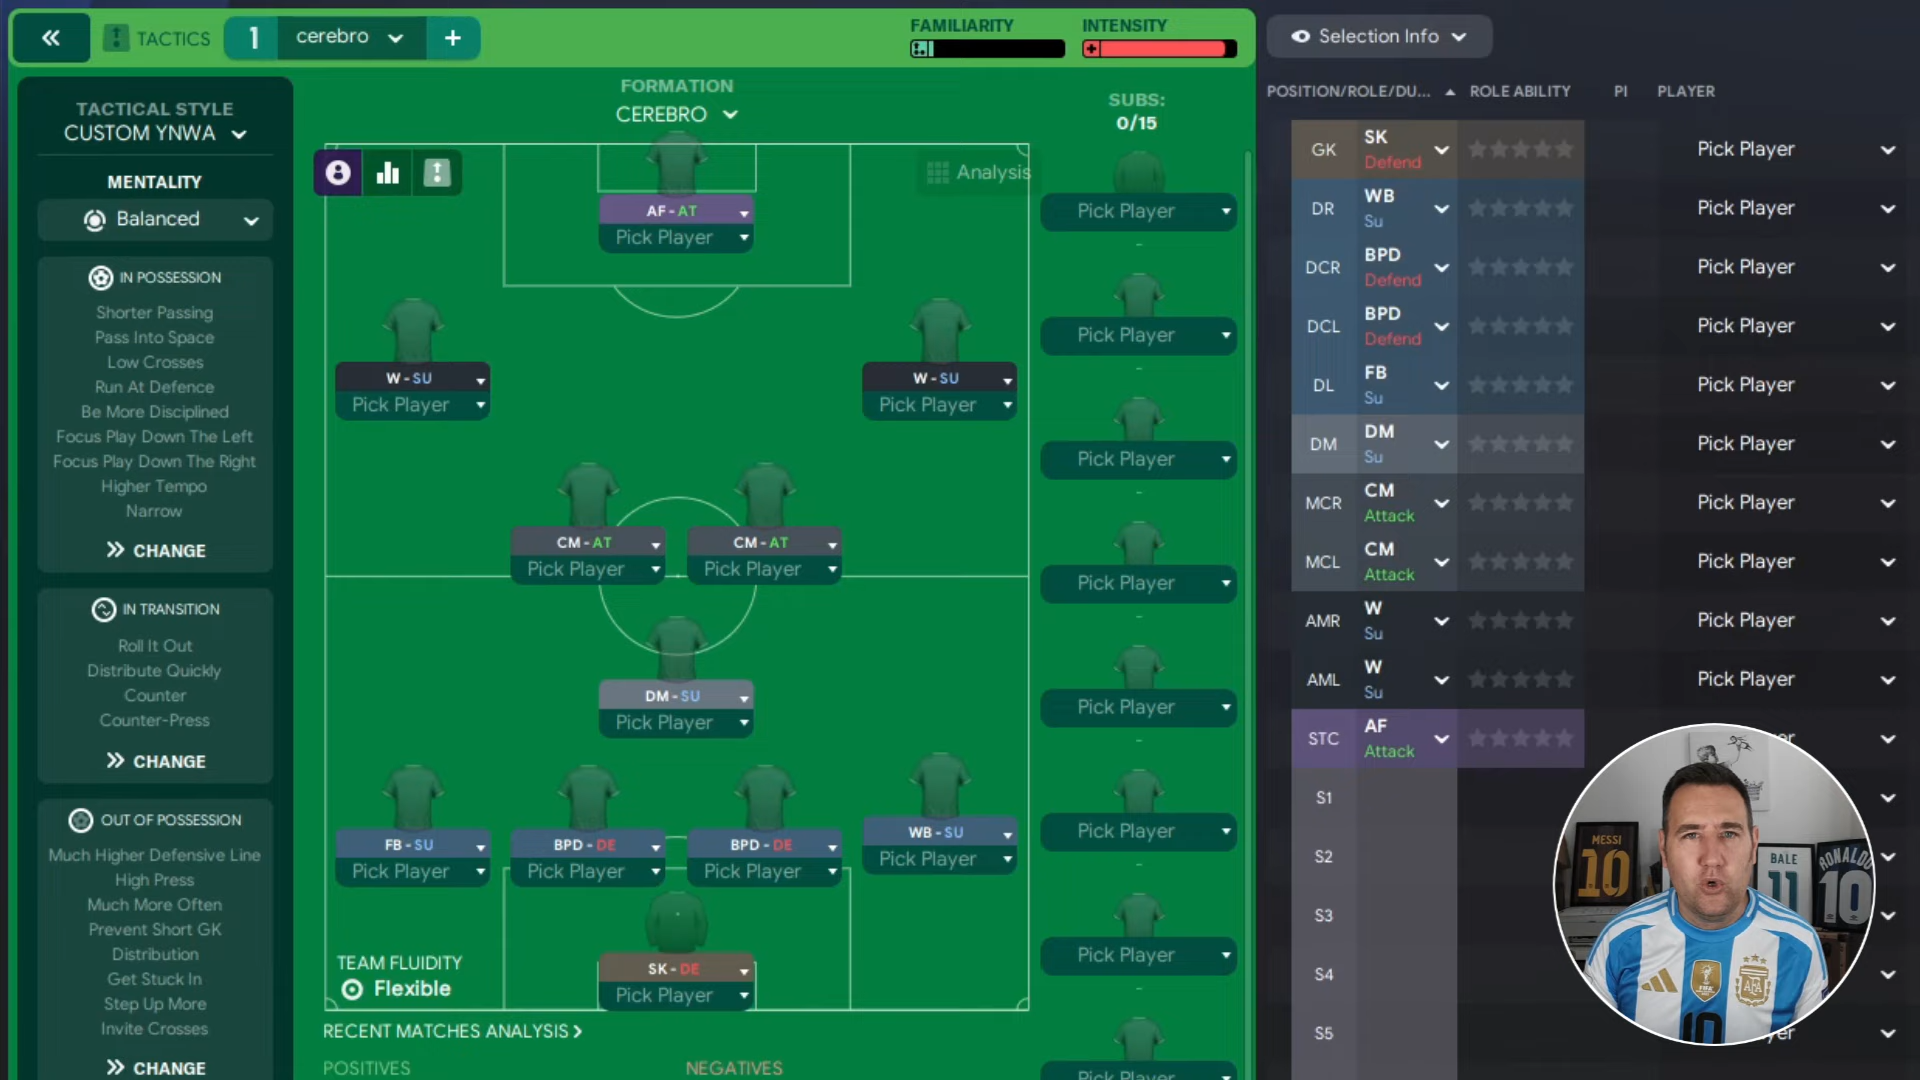 TACTICS
1
cerebro
FAMILIARITY
INTENSITY
Selection Info
TACTICAL STYLE
CUSTOM YNWA
MENTALITY
Balanced
IN POSSESSION
Shorter Passing
Pass Into Space
Low Crosses
Run At Defence
Be More Disciplined
Focus Play Down The Left
Focus Play Down The Right
Higher Tempo
Narrow
CHANGE
IN TRANSITION
Roll It Out
Distribute Quickly
Counter
Counter-Press
CHANGE
OUT OF POSSESSION
Much Higher Defensive Line
High Press
Much More Often
Prevent Short GK
Distribution
Get Stuck In
Step Up More
Invite Crosses
CHANGE
FORMATION
CEREBRO
Analysis
AF - AT
Pick Player
W - SU
Pick Player
W - SU
Pick Player
CM - AT
Pick Player
CM - AT
Pick Player
DM - SU
Pick Player
FB - SU
Pick Player
BPD - DE
Pick Player
BPD - DE
Pick Player
WB - SU
Pick Player
SK - DE
Pick Player
TEAM FLUIDITY
Flexible
RECENT MATCHES ANALYSIS
POSITIVES
NEGATIVES
SUBS:
0/15
Pick Player
Pick Player
Pick Player
Pick Player
Pick Player
Pick Player
Pick Player
Pick Player
POSITION/ROLE/DU... ROLE ABILITY PI PLAYER
GK SK Pick Player
Defend
DR WB Pick Player
Su
DCR BPD Pick Player
Defend
DCL BPD Pick Player
Defend
DL FB Pick Player
Su
DM DM Pick Player
Su
MCR CM Pick Player
Attack
MCL CM Pick Player
Attack
AMR W Pick Player
Su
AML W Pick Player
Su
STC AF
Attack
S1
S2
S3
S4
S5
MESSI
10
BALE
11
RONALDO
10
AFA
10